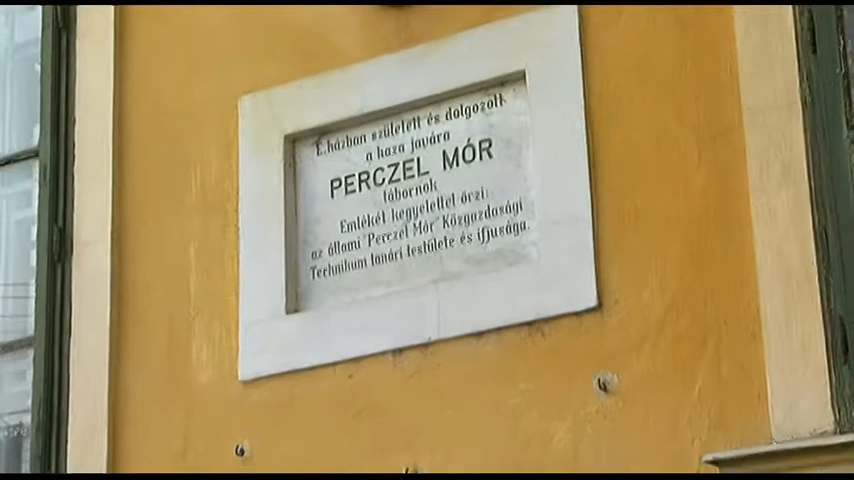 E házban született és dolgozott
a haza javára
PERCZEL MÓR
tábornok
Emlékét kegyelettel őrzi:
az állami "Perczel Mór" Közgazdasági
Technikum tanári testülete és ifjusága.